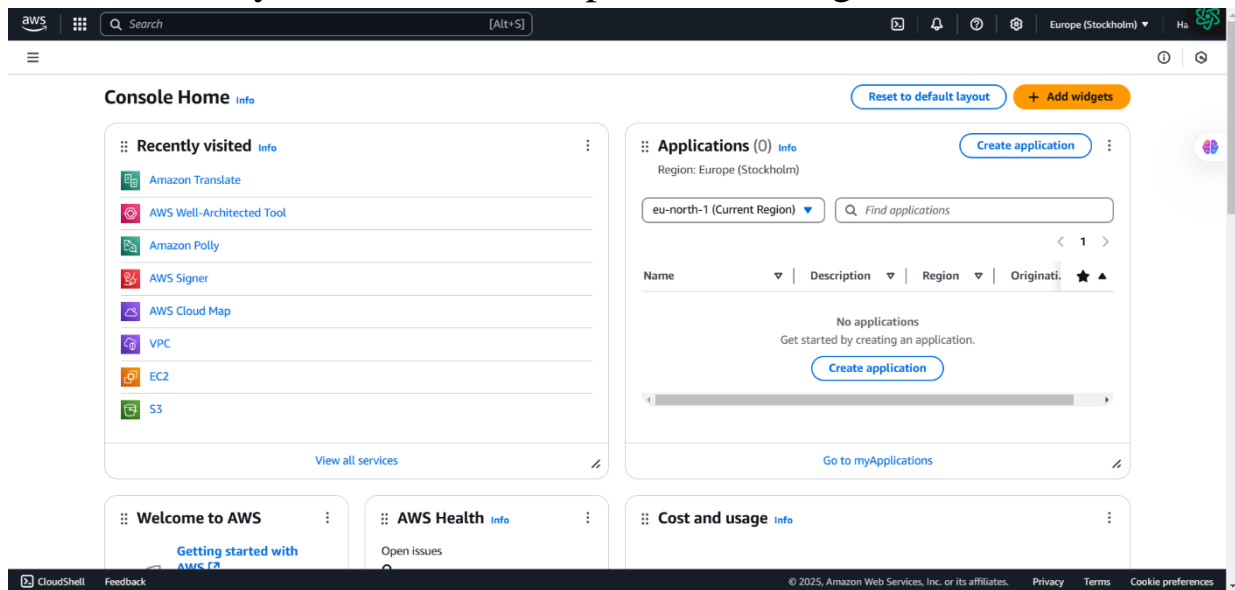 aws
Search [Alt+S]
Europe (Stockholm)
Console Home Info
Reset to default layout
+ Add widgets
Recently visited Info
Amazon Translate
AWS Well-Architected Tool
Amazon Polly
AWS Signer
AWS Cloud Map
VPC
EC2
S3
View all services
Applications (0) Info
Create application
Region: Europe (Stockholm)
eu-north-1 (Current Region)
Find applications
1
Name Description Region Originati.
No applications
Get started by creating an application.
Create application
Go to myApplications
Welcome to AWS
Getting started with
AWS
AWS Health Info
Open issues
Cost and usage Info
CloudShell Feedback
© 2025, Amazon Web Services, Inc. or its affiliates. Privacy Terms Cookie preferences